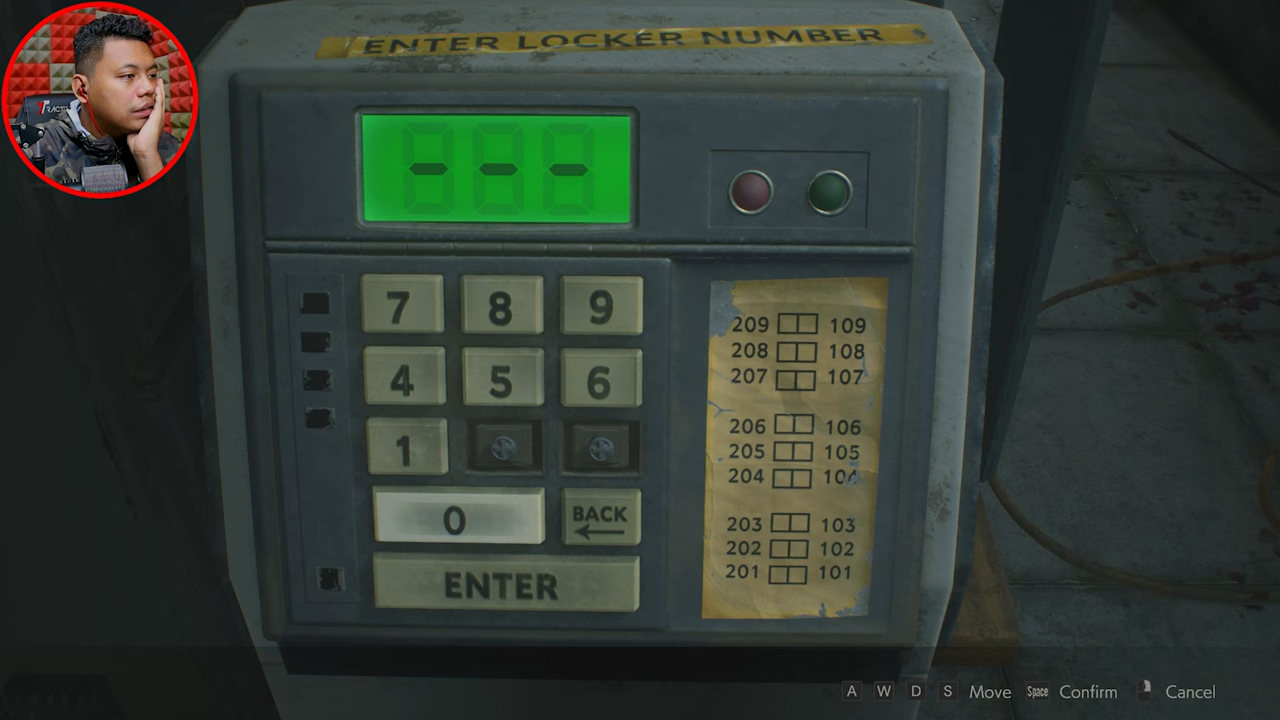 ENTER LOCKER NUMBER
7 8 9
4 5 6
1
0 BACK
ENTER
209 109
208 108
207 107
206 106
205 105
204 104
203 103
202 102
201 101
A W D S Move Space Confirm Cancel